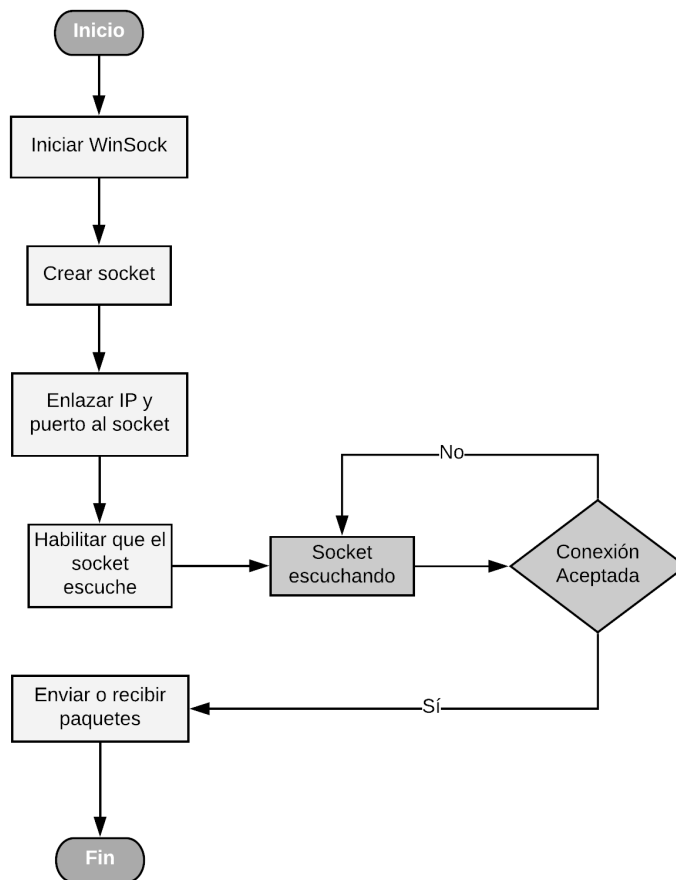 Inicio
Iniciar WinSock
Crear socket
Enlazar IP y
puerto al socket
Habilitar que el
socket
escuche
Socket
escuchando
Conexión
Aceptada
No
Sí
Enviar o recibir
paquetes
Fin